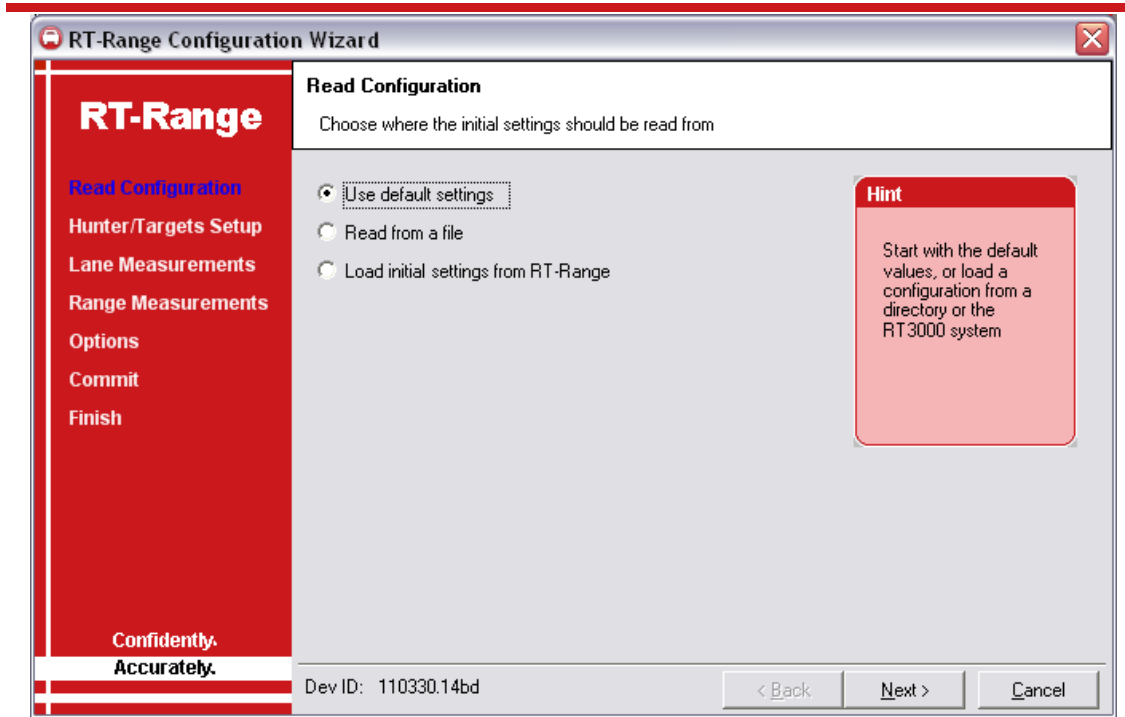 RT-Range Configuration Wizard
RT-Range
Read Configuration
Hunter/Targets Setup
Lane Measurements
Range Measurements
Options
Commit
Finish
Confidently.
Accurately.
Read Configuration
Choose where the initial settings should be read from
Use default settings
Read from a file
Load initial settings from RT-Range
Hint
Start with the default
values, or load a
configuration from a
directory or the
RT3000 system
Dev ID: 110330.14bd
< Back
Next >
Cancel